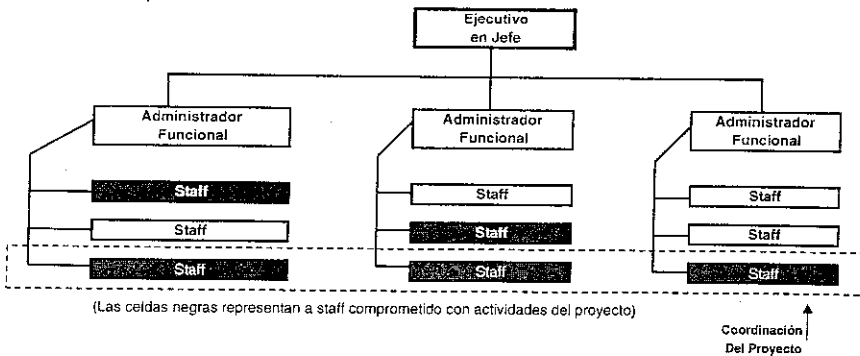 Ejecutivo
en Jefe
Administrador
Funcional
Administrador
Funcional
Administrador
Funcional
Staff
Staff
Staff
Staff
Staff
Staff
Staff
Staff
Staff
(Las celdas negras representan a staff comprometido con actividades del proyecto)
Coordinación
Del Proyecto